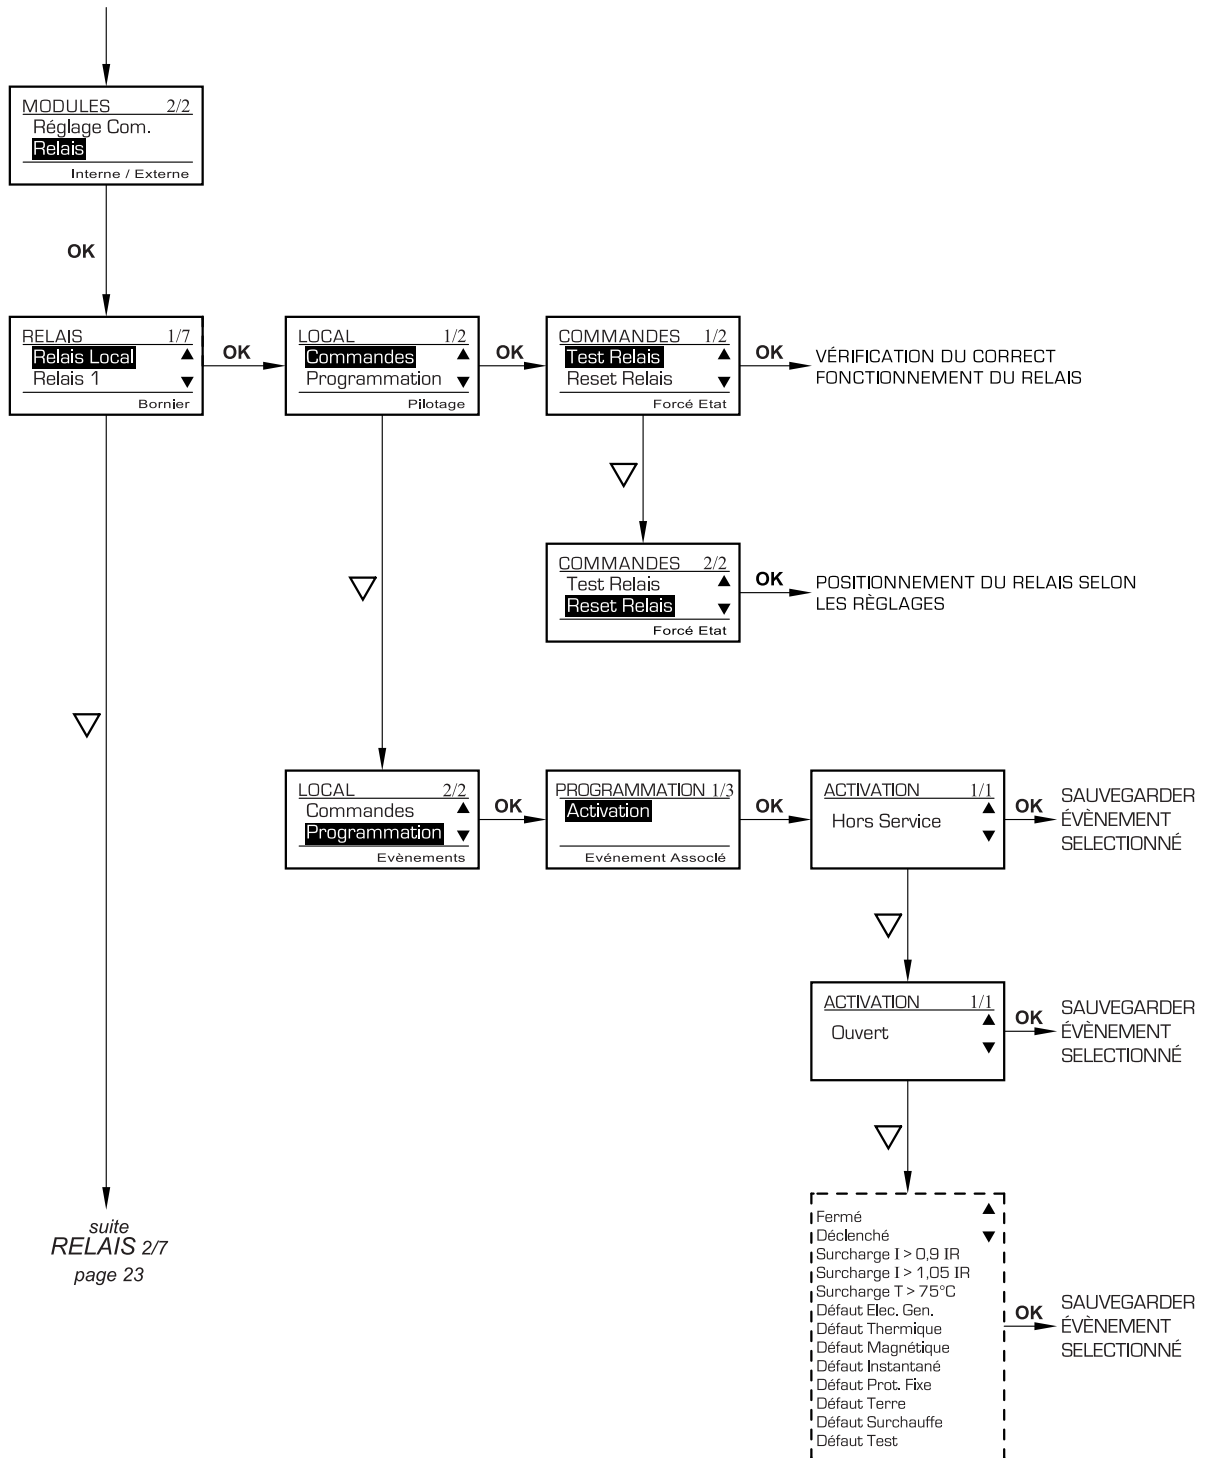 MODULES 2/2
Réglage Com.
Relais
Interne / Externe
OK
RELAIS 1/7
Relais Local
Relais 1
Bornier
OK
LOCAL 1/2
Commandes
Programmation
Pilotage
OK
COMMANDES 1/2
Test Relais
Reset Relais
Forcé Etat
OK
VÉRIFICATION DU CORRECT
FONCTIONNEMENT DU RELAIS
COMMANDES 2/2
Test Relais
Reset Relais
Forcé Etat
OK
POSITIONNEMENT DU RELAIS SELON
LES RÈGLAGES
LOCAL 2/2
Commandes
Programmation
Evènements
OK
PROGRAMMATION 1/3
Activation
Evénement Associé
OK
ACTIVATION 1/1
Hors Service
OK
SAUVEGARDER
ÉVÈNEMENT
SELECTIONNÉ
ACTIVATION 1/1
Ouvert
OK
SAUVEGARDER
ÉVÈNEMENT
SELECTIONNÉ
suite
RELAIS 2/7
page 23
Fermé
Déclenché
Surcharge I > 0,9 IR
Surcharge I > 1,05 IR
Surcharge T > 75°C
Défaut Elec. Gen.
Défaut Thermique
Défaut Magnétique
Défaut Instantané
Défaut Prot. Fixe
Défaut Terre
Défaut Surchauffe
Défaut Test
OK
SAUVEGARDER
ÉVÈNEMENT
SELECTIONNÉ